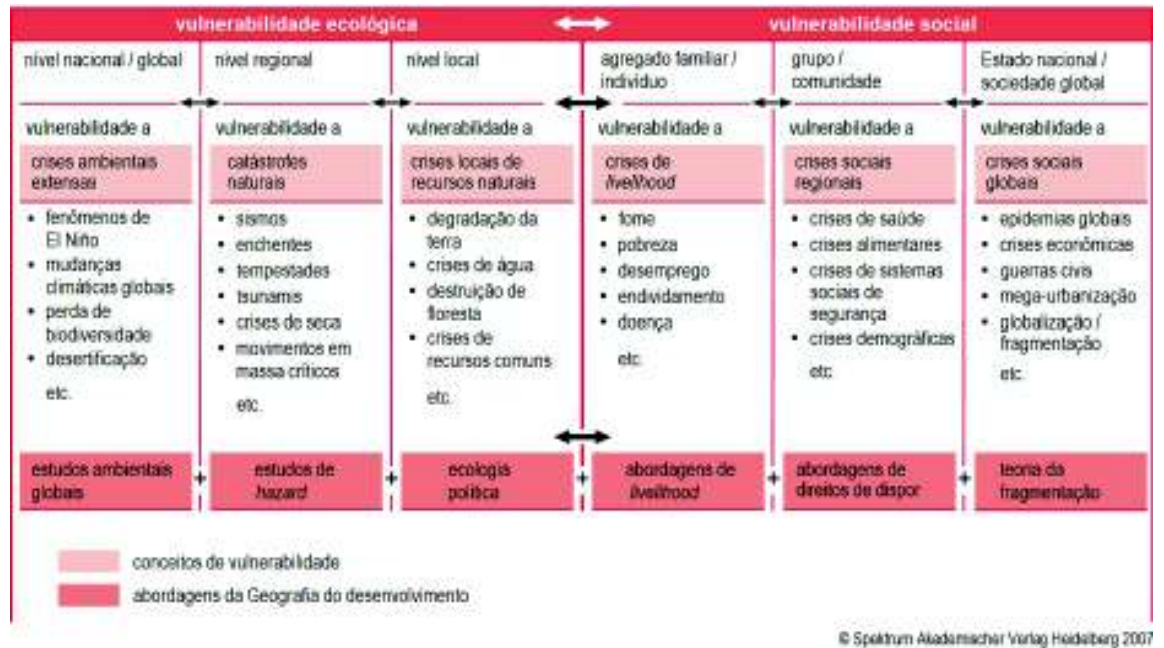 vulnerabilidade ecológica
vulnerabilidade social
nível nacional / global
nível regional
nível local
agregado familiar /
indivíduo
grupo /
comunidade
Estado nacional /
sociedade global
vulnerabilidade a
crises ambientais
extensas
• fenômenos de
El Niño
• mudanças
climáticas globais
• perda de
biodiversidade
• desertificação
etc.
estudos ambientais
globais
vulnerabilidade a
catástrofes
naturais
• sismos
• enchentes
• tempestades
• tsunamis
• crises de seca
• movimentos em
massa críticos
etc.
estudos de
hazard
vulnerabilidade a
crises locais de
recursos naturais
• degradação da
terra
• crises de água
• destruição de
floresta
• crises de
recursos comuns
etc.
ecologia
política
vulnerabilidade a
crises de
livelihood
• fome
• pobreza
• desemprego
• endividamento
• doença
etc.
abordagens de
livelihood
vulnerabilidade a
crises sociais
regionais
• crises de saúde
• crises alimentares
• crises de sistemas
sociais de
segurança
• crises demográficas
etc
abordagens de
direitos de dispor
vulnerabilidade a
crises sociais
globais
• epidemias globais
• crises econômicas
• guerras civis
• mega-urbanização
• globalização /
fragmentação
etc.
teoria da
fragmentação
+ + + + +
conceitos de vulnerabilidade
abordagens da Geografia do desenvolvimento
© Spektrum Akademischer Verlag Heidelberg 2007